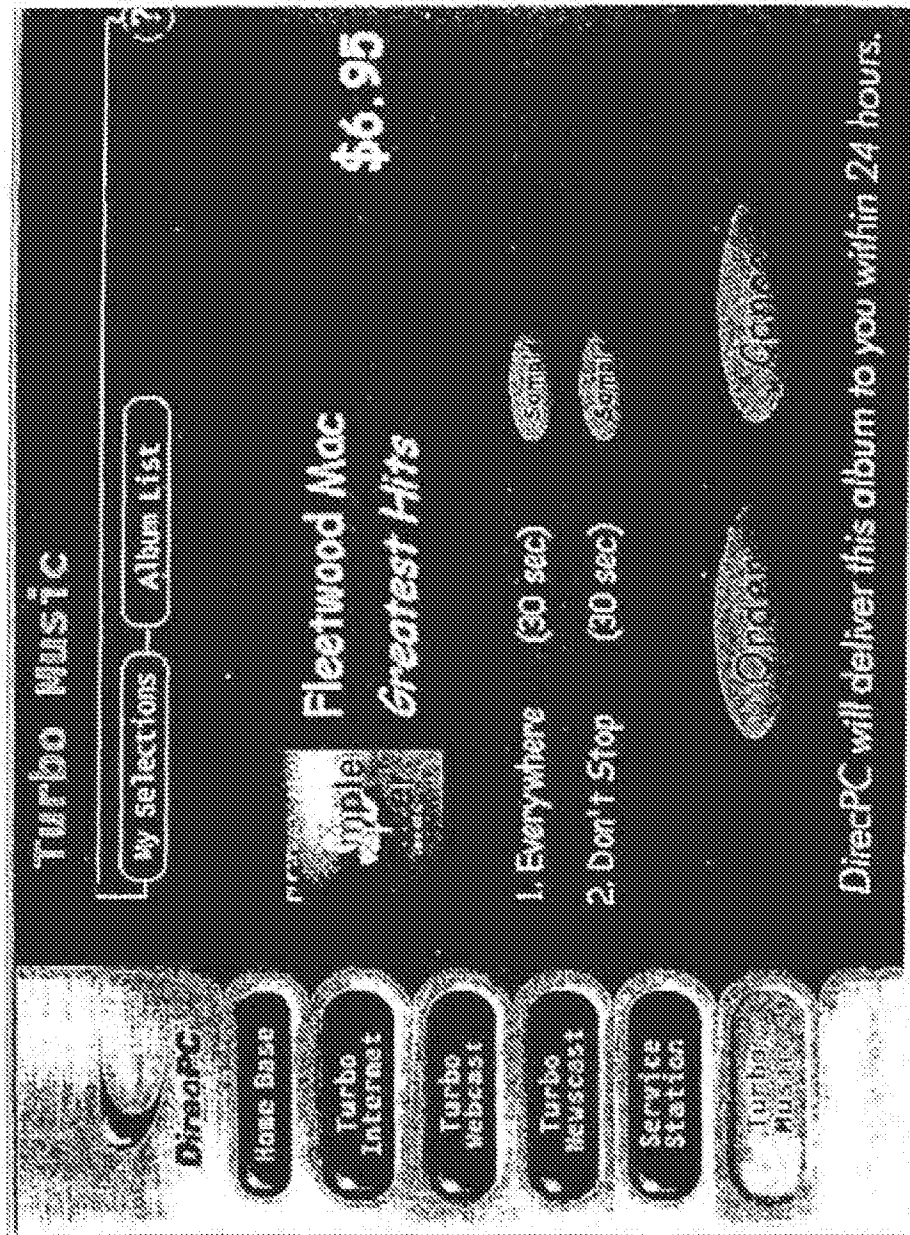 Turbo Music
My Selections
Album List
(?)
DirecPC
Home Base
Turbo
Internet
Turbo
Webcast
Turbo
Newscast
Service
Station
Turbo
Music
Fleetwood Mac $6.95
Greatest Hits
1. Everywhere (30 sec)
2. Don't Stop (30 sec)
DirecPC will deliver this album to you within 24 hours.